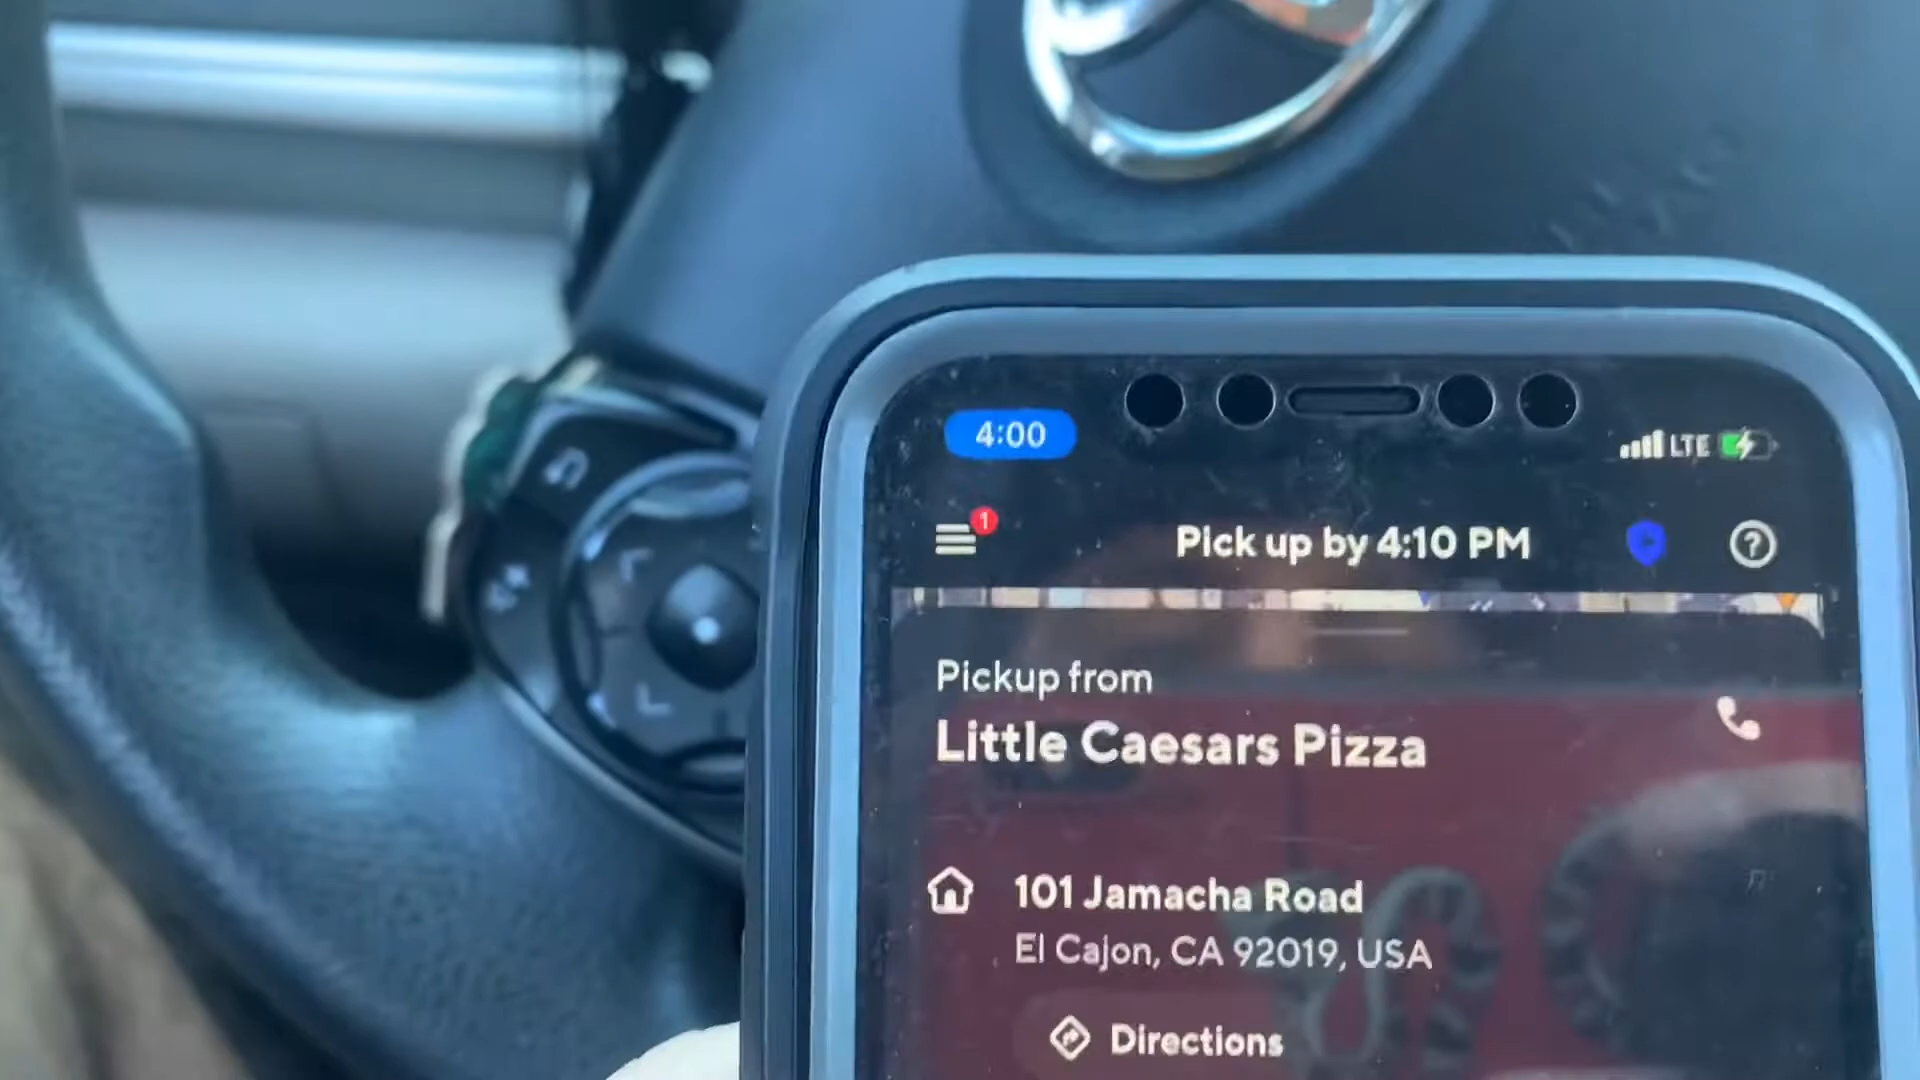 4:00
LTE
1
Pick up by 4:10 PM
?
Pickup from
Little Caesars Pizza
101 Jamacha Road
El Cajon, CA 92019, USA
Directions